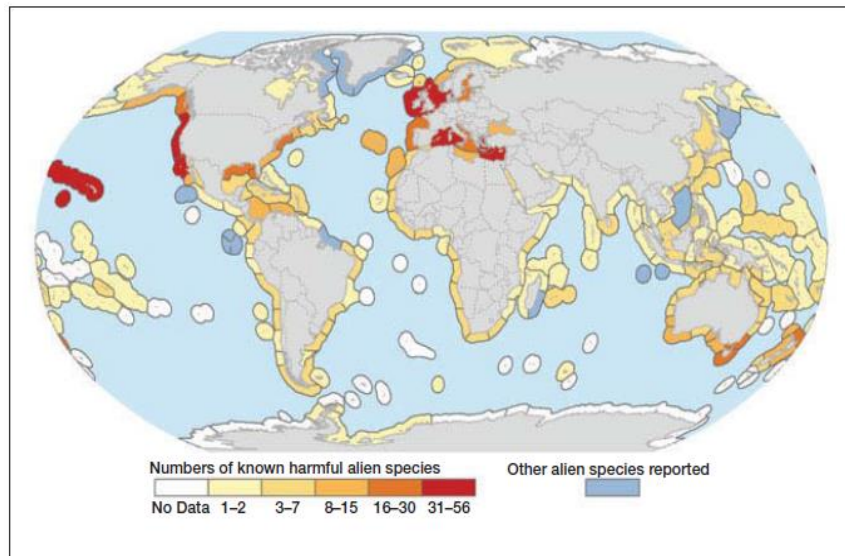 Numbers of known harmful alien species
Other alien species reported
No Data 1–2 3–7 8–15 16–30 31–56